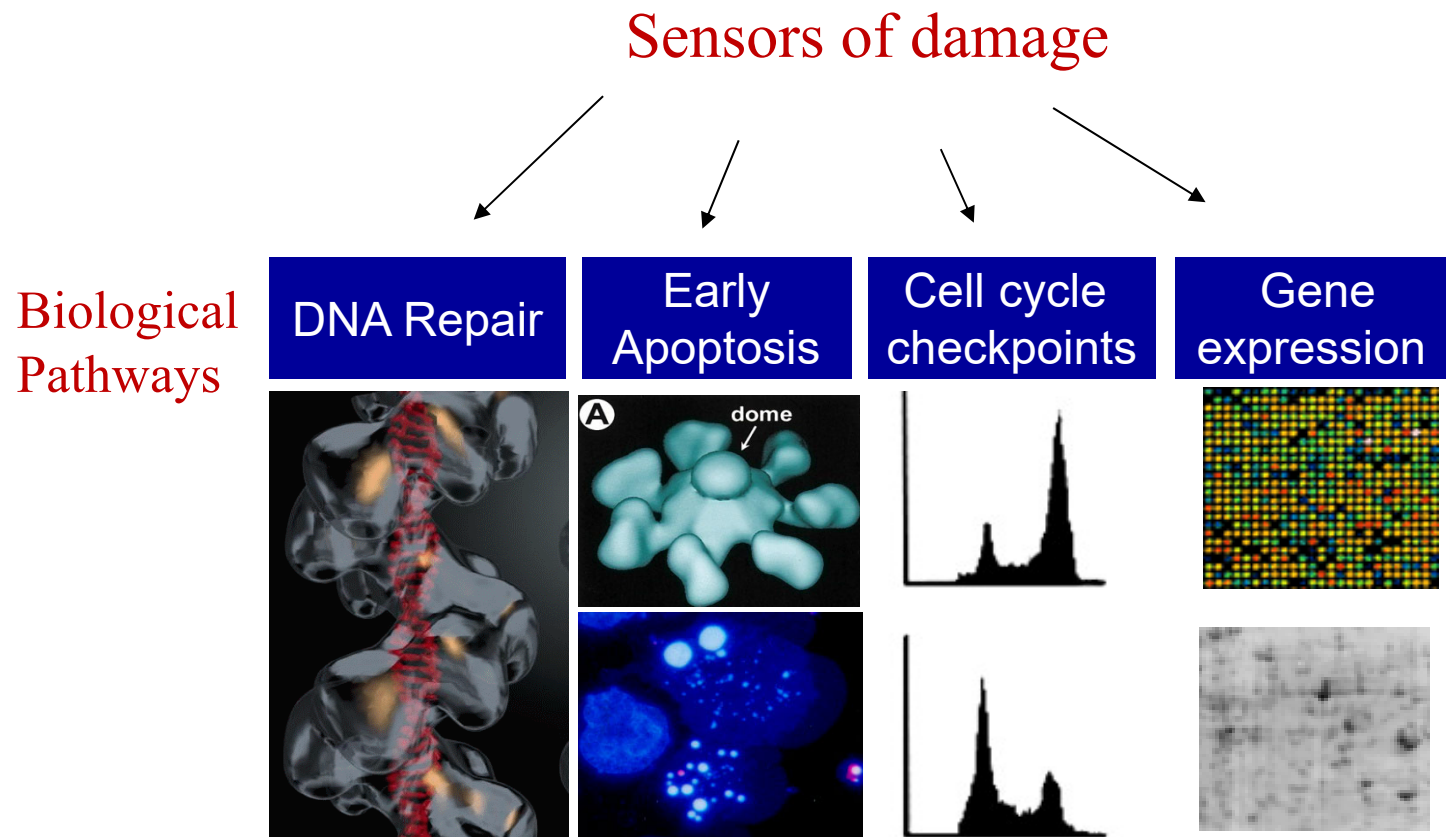 Sensors of damage
Biological
Pathways
DNA Repair
Early
Apoptosis
Cell cycle
checkpoints
Gene
expression
A
dome